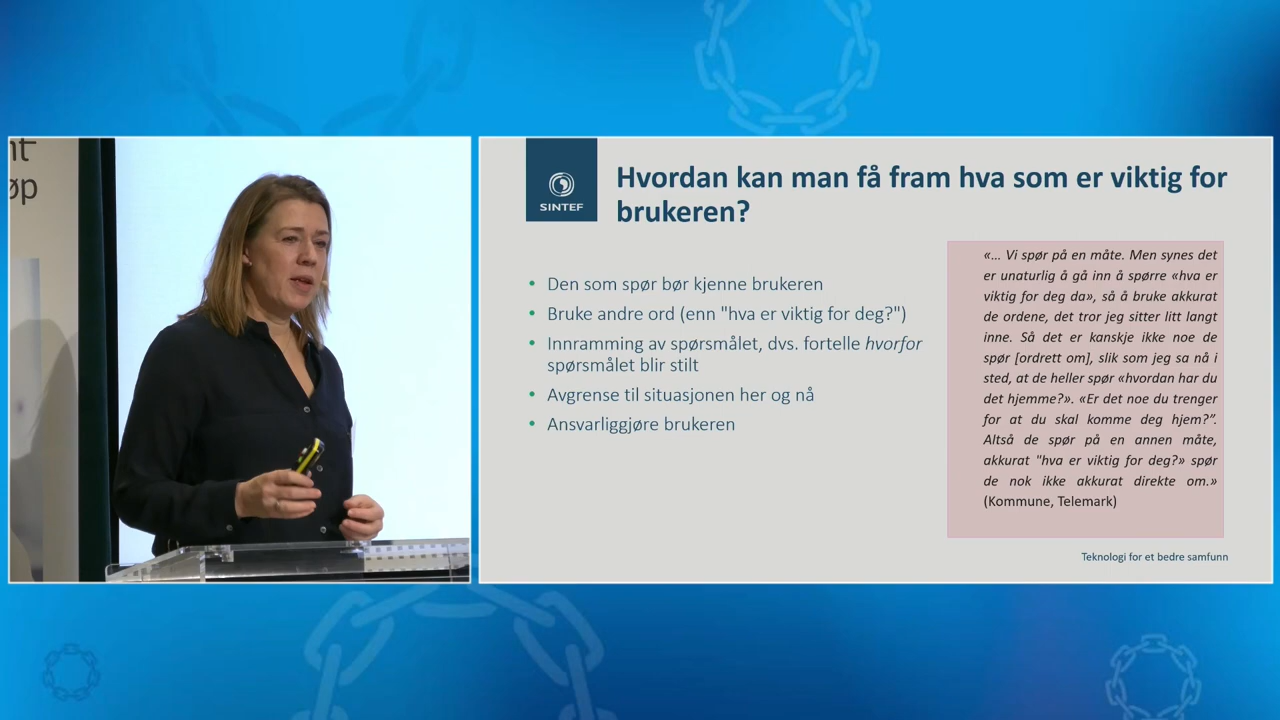 øp
SINTEF
Hvordan kan man få fram hva som er viktig for
brukeren?
• Den som spør bør kjenne brukeren
• Bruke andre ord (enn "hva er viktig for deg?")
• Innramming av spørsmålet, dvs. fortelle hvorfor
spørsmålet blir stilt
• Avgrense til situasjonen her og nå
• Ansvarliggjøre brukeren
«… Vi spør på en måte. Men synes det
er unaturlig å gå inn å spørre «hva er
viktig for deg da», så å bruke akkurat
de ordene, det tror jeg sitter litt langt
inne. Så det er kanskje ikke noe de
spør [ordrett om], slik som jeg sa nå i
sted, at de heller spør «hvordan har du
det hjemme?». «Er det noe du trenger
for at du skal komme deg hjem?”.
Altså de spør på en annen måte,
akkurat "hva er viktig for deg?» spør
de nok ikke akkurat direkte om.»
(Kommune, Telemark)
Teknologi for et bedre samfunn